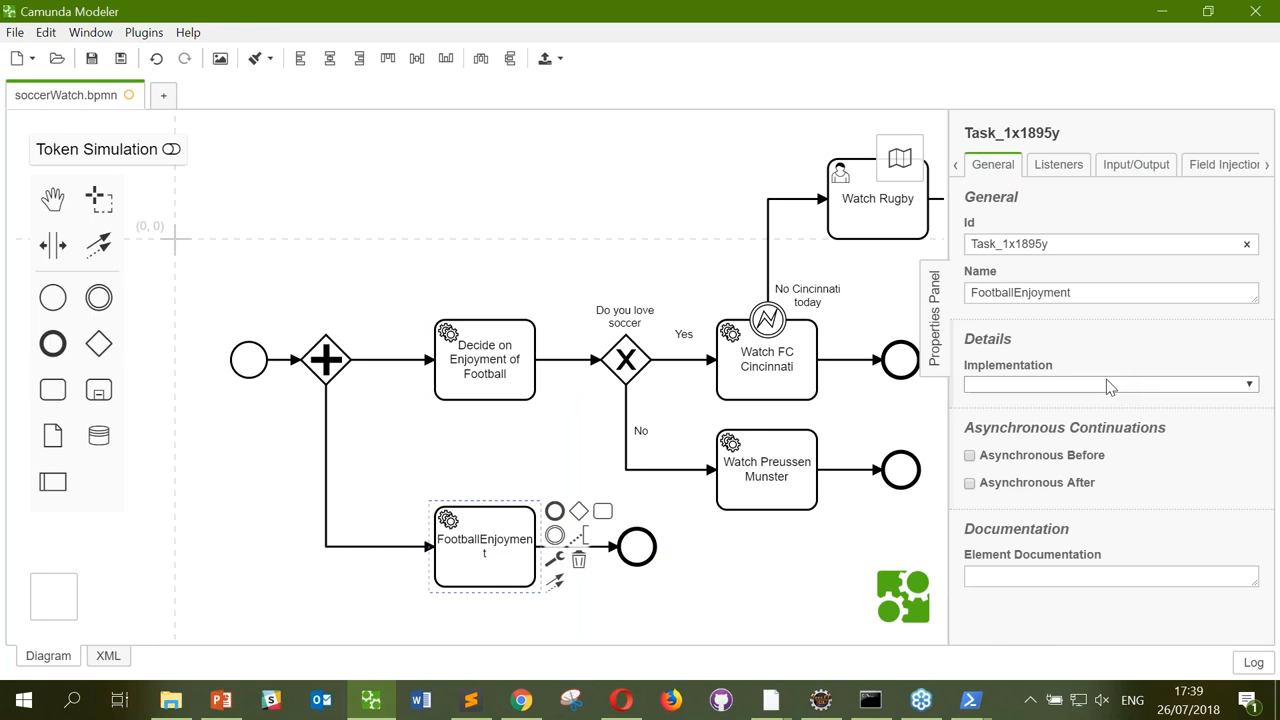 Camunda Modeler
File Edit Window Plugins Help
soccerWatch.bpmn
+
Token Simulation
(0, 0)
Watch Rugby
No Cincinnati
today
Do you love
soccer
Yes
Decide on
Enjoyment of
Football
X
Watch FC
Cincinnati
No
Watch Preussen
Munster
FootballEnjoymen
t
Properties Panel
Task_1x1895y
General Listeners Input/Output Field Injection
General
Id
Task_1x1895y
Name
FootballEnjoyment
Details
Implementation
Asynchronous Continuations
Asynchronous Before
Asynchronous After
Documentation
Element Documentation
Diagram XML
Log
ENG
17:39
26/07/2018
1